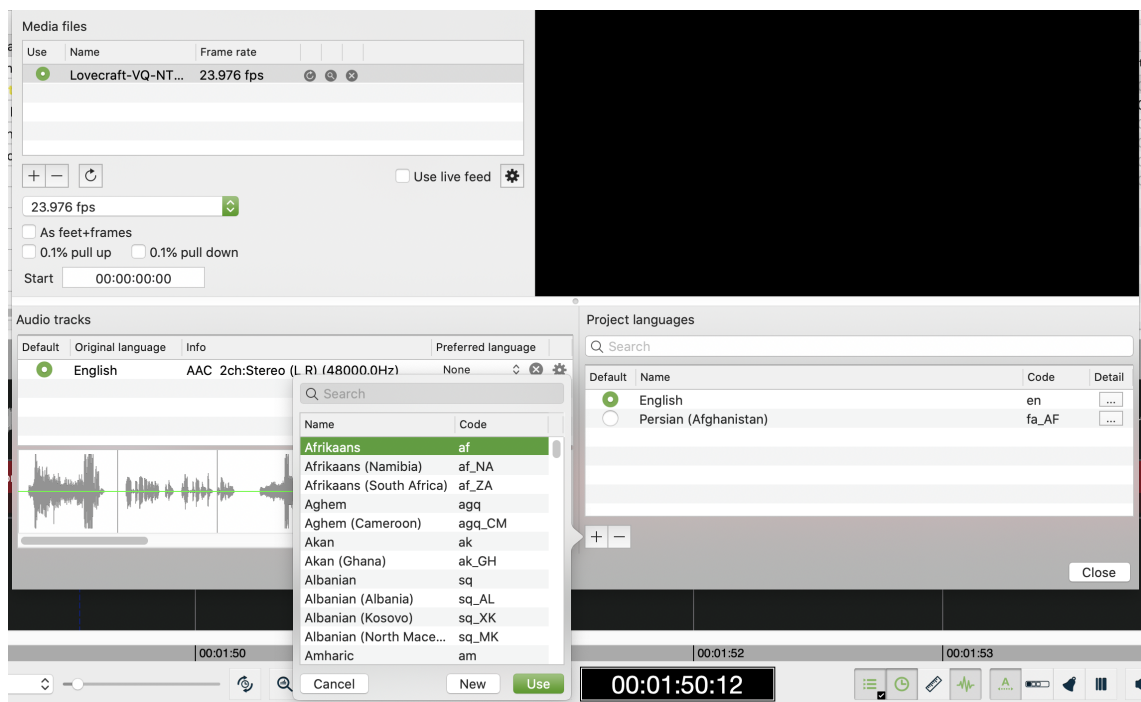 Media files
Use Name Frame rate
Lovecraft-VQ-NT... 23.976 fps
+ − Use live feed
23.976 fps
As feet+frames
0.1% pull up 0.1% pull down
Start 00:00:00:00
Audio tracks
Default Original language Info Preferred language
English AAC 2ch:Stereo (L R) (48000.0Hz) None
Project languages
Search
Default Name Code Detail
English en ...
Persian (Afghanistan) fa_AF ...
+ −
Close
Search
Name Code
Afrikaans af
Afrikaans (Namibia) af_NA
Afrikaans (South Africa) af_ZA
Aghem agq
Aghem (Cameroon) agq_CM
Akan ak
Akan (Ghana) ak_GH
Albanian sq
Albanian (Albania) sq_AL
Albanian (Kosovo) sq_XK
Albanian (North Mace... sq_MK
Amharic am
Cancel New Use
00:01:50 00:01:52 00:01:53
00:01:50:12
A